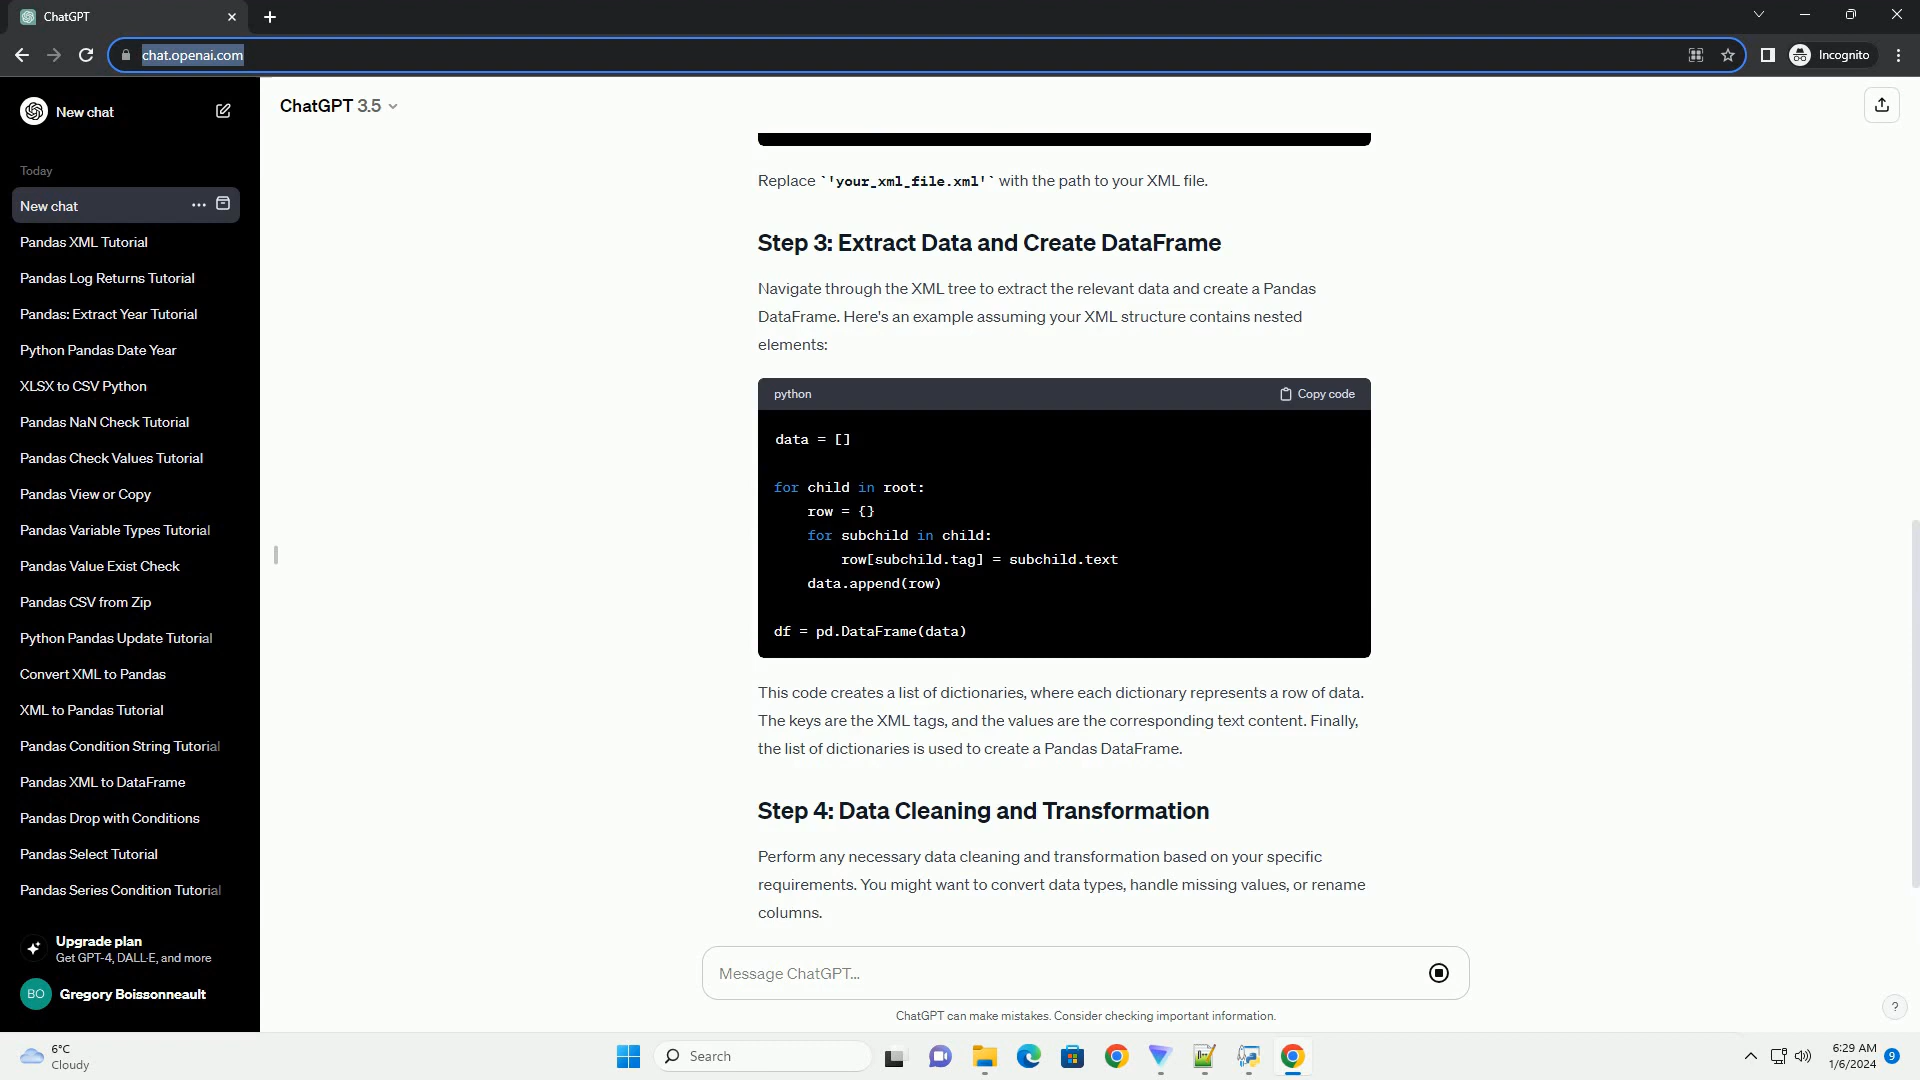 ChatGPT
chat.openai.com
Incognito
New chat
Today
New chat
Pandas XML Tutorial
Pandas Log Returns Tutorial
Pandas: Extract Year Tutorial
Python Pandas Date Year
XLSX to CSV Python
Pandas NaN Check Tutorial
Pandas Check Values Tutorial
Pandas View or Copy
Pandas Variable Types Tutorial
Pandas Value Exist Check
Pandas CSV from Zip
Python Pandas Update Tutorial
Convert XML to Pandas
XML to Pandas Tutorial
Pandas Condition String Tutorial
Pandas XML to DataFrame
Pandas Drop with Conditions
Pandas Select Tutorial
Pandas Series Condition Tutorial
Upgrade plan
Get GPT-4, DALL·E, and more
BO
Gregory Boissonneault
ChatGPT 3.5
Replace `'your_xml_file.xml'` with the path to your XML file.
Step 3: Extract Data and Create DataFrame
Navigate through the XML tree to extract the relevant data and create a Pandas
DataFrame. Here's an example assuming your XML structure contains nested
elements:
python
Copy code
data = []
for child in root:
    row = {}
    for subchild in child:
        row[subchild.tag] = subchild.text
    data.append(row)
df = pd.DataFrame(data)
This code creates a list of dictionaries, where each dictionary represents a row of data.
The keys are the XML tags, and the values are the corresponding text content. Finally,
the list of dictionaries is used to create a Pandas DataFrame.
Step 4: Data Cleaning and Transformation
Perform any necessary data cleaning and transformation based on your specific
requirements. You might want to convert data types, handle missing values, or rename
columns.
Message ChatGPT...
ChatGPT can make mistakes. Consider checking important information.
?
6°C
Cloudy
Search
6:29 AM
1/6/2024
9